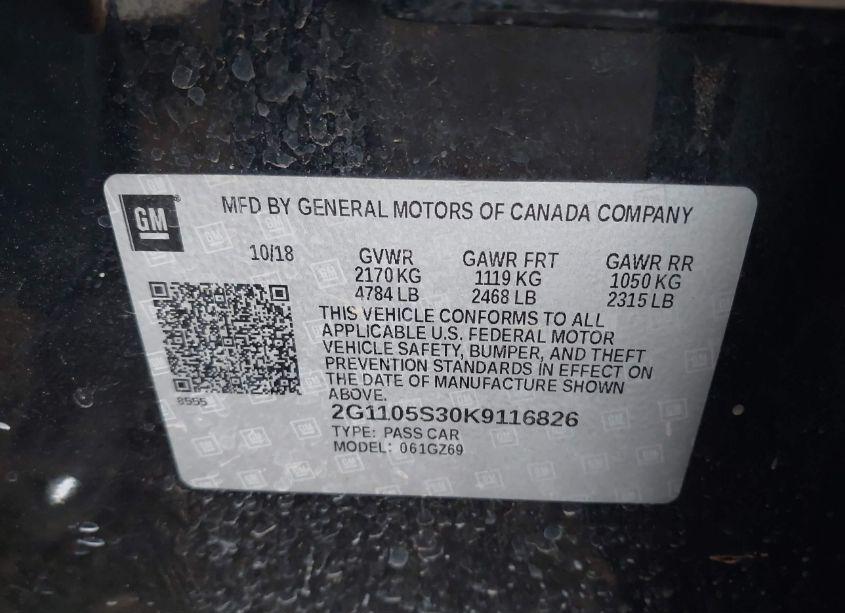 GM
MFD BY GENERAL MOTORS OF CANADA COMPANY
10/18
GVWR
2170 KG
4784 LB
GAWR FRT
1119 KG
2468 LB
GAWR RR
1050 KG
2315 LB
THIS VEHICLE CONFORMS TO ALL
APPLICABLE U.S. FEDERAL MOTOR
VEHICLE SAFETY, BUMPER, AND THEFT
PREVENTION STANDARDS IN EFFECT ON
THE DATE OF MANUFACTURE SHOWN
ABOVE.
8555
2G1105S30K9116826
TYPE: PASS CAR
MODEL: 061GZ69